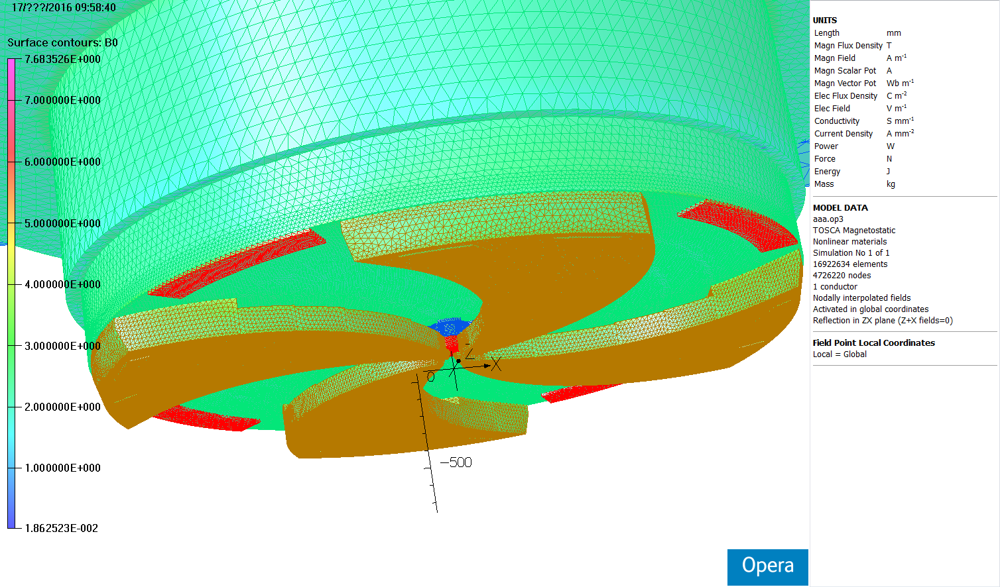 17/???/2016 09:58:40
Surface contours: B0
7.683526E+000
7.000000E+000
6.000000E+000
5.000000E+000
4.000000E+000
3.000000E+000
2.000000E+000
1.000000E+000
1.862523E-002
Z
X
0
−500
Opera
UNITS
Length mm
Magn Flux Density T
Magn Field A m⁻¹
Magn Scalar Pot A
Magn Vector Pot Wb m⁻¹
Elec Flux Density C m⁻²
Elec Field V m⁻¹
Conductivity S mm⁻¹
Current Density A mm⁻²
Power W
Force N
Energy J
Mass kg
MODEL DATA
aaa.op3
TOSCA Magnetostatic
Nonlinear materials
Simulation No 1 of 1
16922634 elements
4726220 nodes
1 conductor
Nodally interpolated fields
Activated in global coordinates
Reflection in ZX plane (Z+X fields=0)
Field Point Local Coordinates
Local = Global